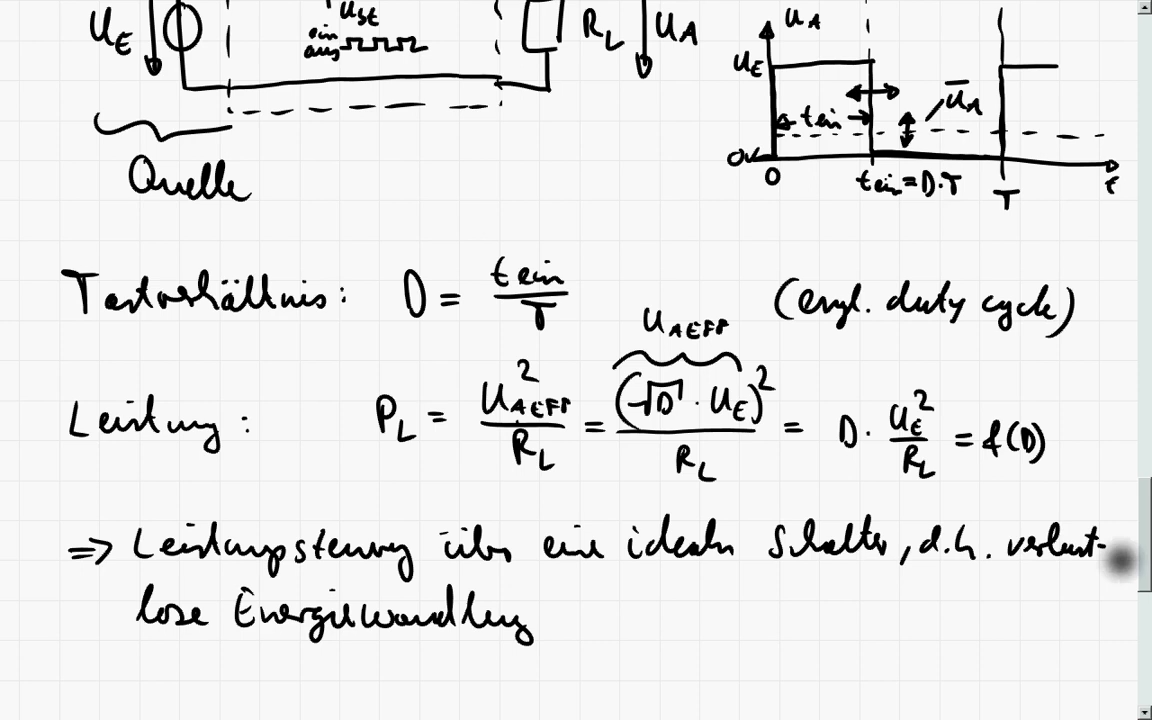 U_E
U_St
ein
aus
R_L
U_A
Quelle
U_A
U_E
t_ein
Ū_A
0V
0
t_ein = D·T
T
t
Tastverhältnis: D = t_ein / T (engl. duty cycle)
U_AEFF
Leistung: P_L = U_AEFF² / R_L = (√D · U_E)² / R_L = D · U_E² / R_L = f(D)
=> Leistungssteuerung über eine idealen Schalter, d.h. verlust-
lose Energiewandlung